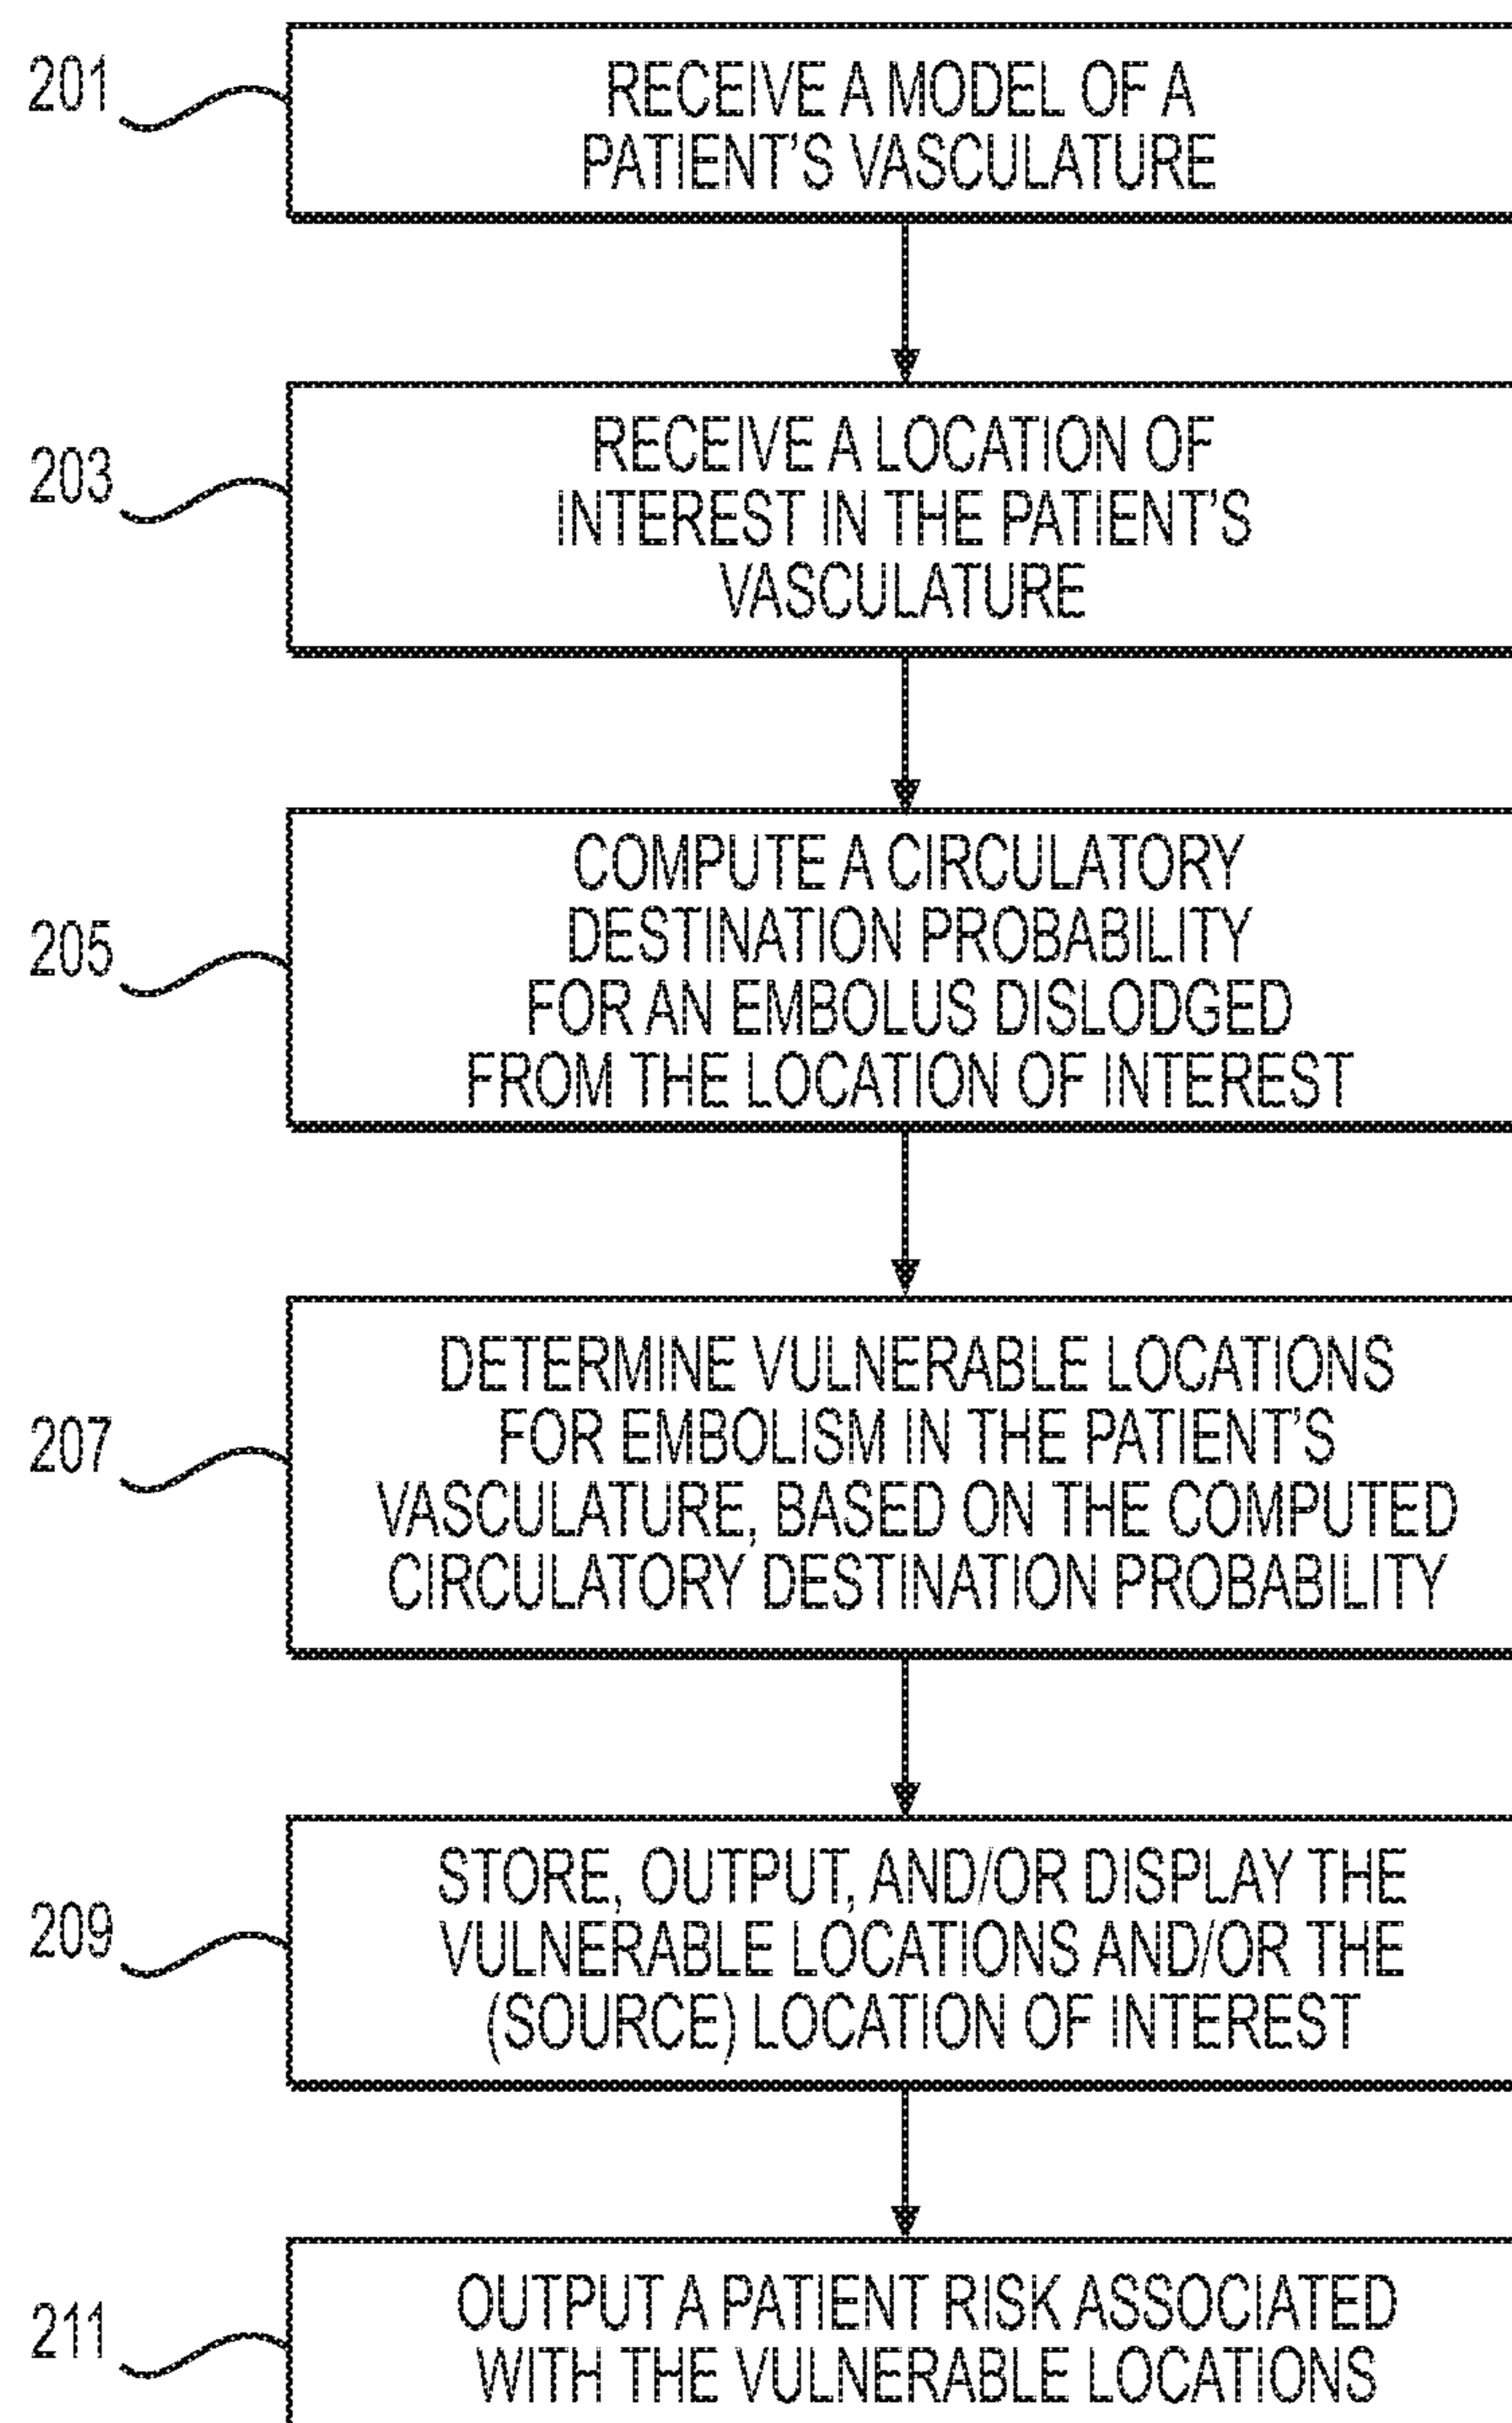 201
RECEIVE A MODEL OF A
PATIENT'S VASCULATURE
203
RECEIVE A LOCATION OF
INTEREST IN THE PATIENT'S
VASCULATURE
205
COMPUTE A CIRCULATORY
DESTINATION PROBABILITY
FOR AN EMBOLUS DISLODGED
FROM THE LOCATION OF INTEREST
207
DETERMINE VULNERABLE LOCATIONS
FOR EMBOLISM IN THE PATIENT'S
VASCULATURE, BASED ON THE COMPUTED
CIRCULATORY DESTINATION PROBABILITY
209
STORE, OUTPUT, AND/OR DISPLAY THE
VULNERABLE LOCATIONS AND/OR THE
(SOURCE) LOCATION OF INTEREST
211
OUTPUT A PATIENT RISK ASSOCIATED
WITH THE VULNERABLE LOCATIONS